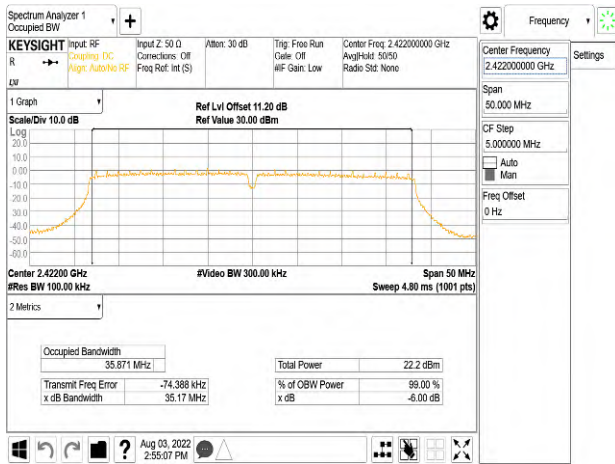 Spectrum Analyzer 1
Occupied BW
+
Frequency
KEYSIGHT
R
Input: RF
Coupling: DC
Align: Auto/No RF
Input Z: 50 Ω
Corrections: Off
Freq Ref: Int (S)
Atten: 30 dB
Trig: Free Run
Gate: Off
#IF Gain: Low
Center Freq: 2.422000000 GHz
Avg|Hold: 50/50
Radio Std: None
Center Frequency
2.422000000 GHz
Settings
Span
50.000 MHz
CF Step
5.000000 MHz
Auto
Man
Freq Offset
0 Hz
1 Graph
Scale/Div 10.0 dB
Ref Lvl Offset 11.20 dB
Ref Value 30.00 dBm
Log
20.0
10.0
0.00
-10.0
-20.0
-30.0
-40.0
-50.0
-60.0
Center 2.42200 GHz
#Video BW 300.00 kHz
Span 50 MHz
#Res BW 100.00 kHz
Sweep 4.80 ms (1001 pts)
2 Metrics
Occupied Bandwidth
35.871 MHz
Total Power
22.2 dBm
Transmit Freq Error
-74.388 kHz
% of OBW Power
99.00 %
x dB Bandwidth
35.17 MHz
x dB
-6.00 dB
?
Aug 03, 2022
2:55:07 PM